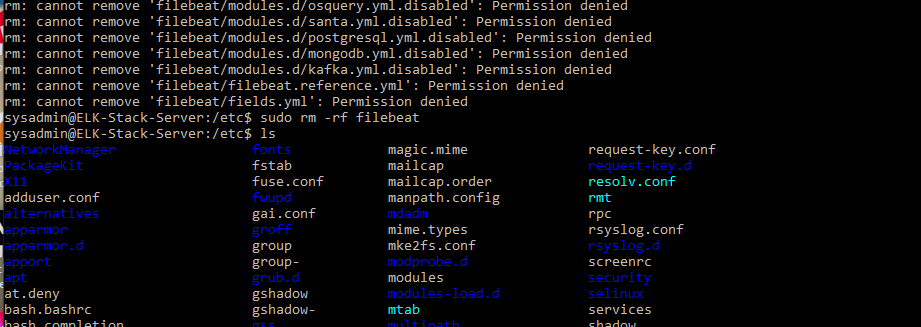 rm: cannot remove 'filebeat/modules.d/osquery.yml.disabled': Permission denied
rm: cannot remove 'filebeat/modules.d/santa.yml.disabled': Permission denied
rm: cannot remove 'filebeat/modules.d/postgresql.yml.disabled': Permission denied
rm: cannot remove 'filebeat/modules.d/mongodb.yml.disabled': Permission denied
rm: cannot remove 'filebeat/modules.d/kafka.yml.disabled': Permission denied
rm: cannot remove 'filebeat/filebeat.reference.yml': Permission denied
rm: cannot remove 'filebeat/fields.yml': Permission denied
sysadmin@ELK-Stack-Server:/etc$ sudo rm -rf filebeat
sysadmin@ELK-Stack-Server:/etc$ ls
NetworkManager fonts magic.mime request-key.conf
PackageKit fstab mailcap request-key.d
X11 fuse.conf mailcap.order resolv.conf
adduser.conf fwupd manpath.config rmt
alternatives gai.conf mdadm rpc
apparmor groff mime.types rsyslog.conf
apparmor.d group mke2fs.conf rsyslog.d
apport group- modprobe.d screenrc
apt grub.d modules security
at.deny gshadow modules-load.d selinux
bash.bashrc gshadow- mtab services
bash_completion gss multipath shadow